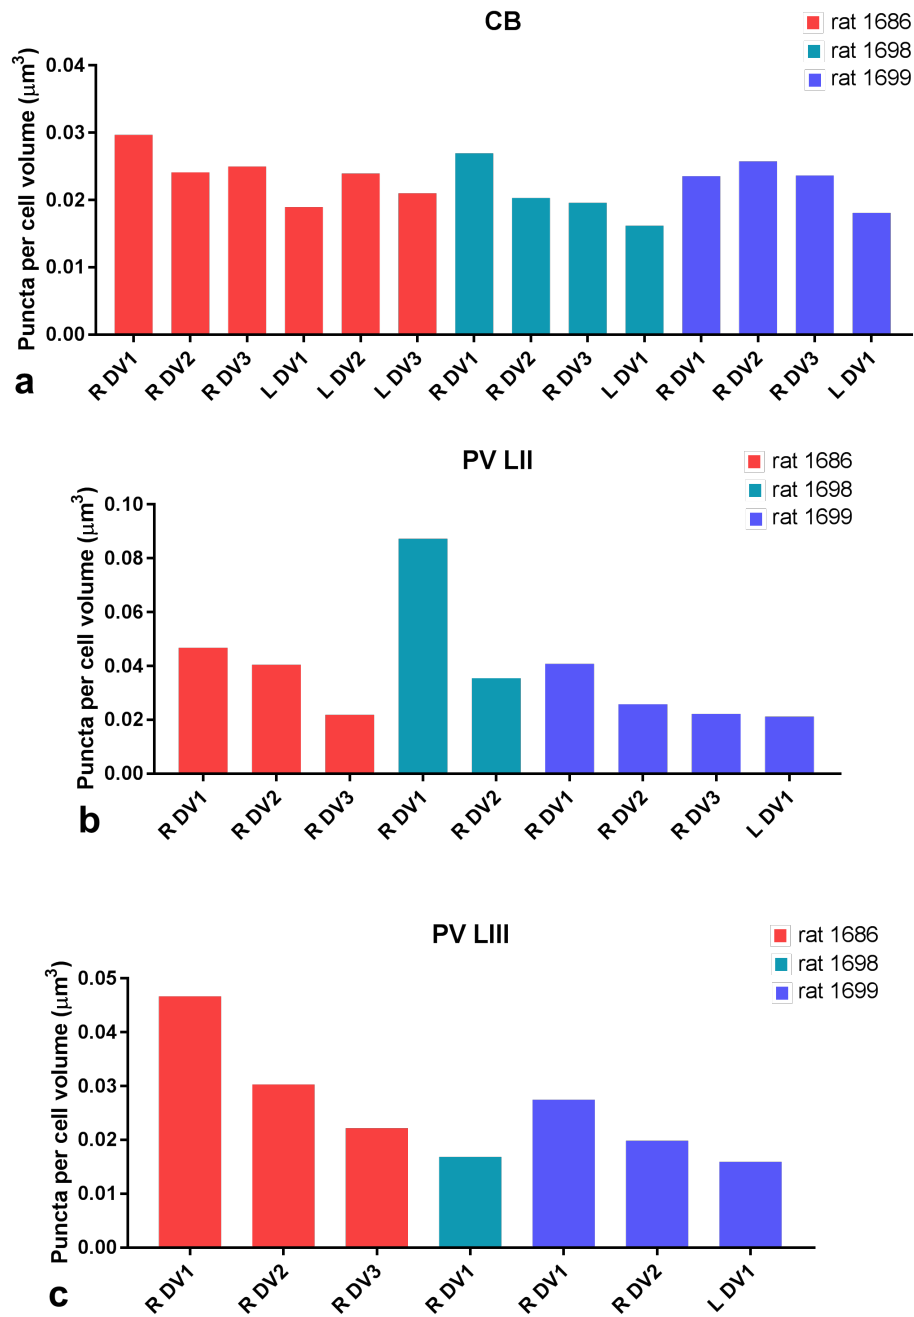 CB
rat 1686
rat 1698
rat 1699
Puncta per cell volume (μm³)
0.04
0.03
0.02
0.01
0.00
R DV1
R DV2
R DV3
L DV1
L DV2
L DV3
R DV1
R DV2
R DV3
L DV1
R DV1
R DV2
R DV3
L DV1
a
PV LII
rat 1686
rat 1698
rat 1699
Puncta per cell volume (μm³)
0.10
0.08
0.06
0.04
0.02
0.00
R DV1
R DV2
R DV3
R DV1
R DV2
R DV1
R DV2
R DV3
L DV1
b
PV LIII
rat 1686
rat 1698
rat 1699
Puncta per cell volume (μm³)
0.05
0.04
0.03
0.02
0.01
0.00
R DV1
R DV2
R DV3
R DV1
R DV1
R DV2
L DV1
c